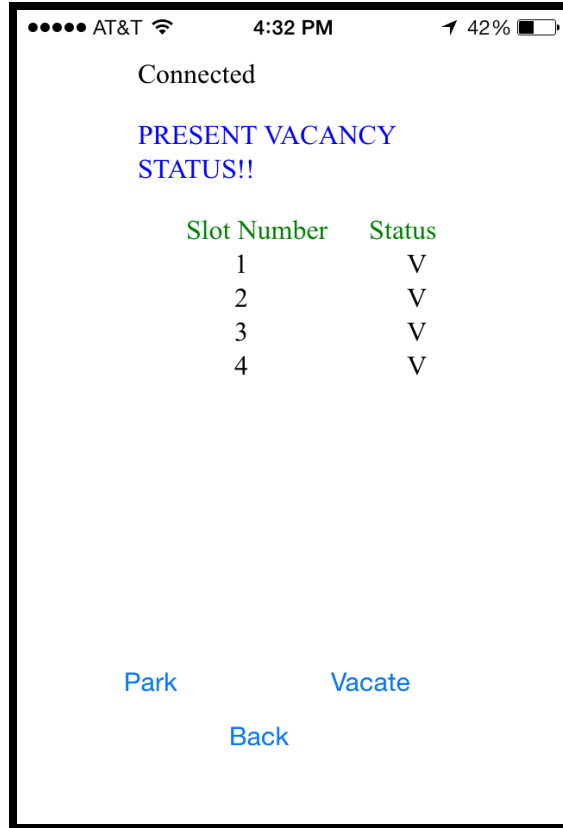 AT&T 4:32 PM 42%
Connected
PRESENT VACANCY
STATUS!!
Slot Number Status
1 V
2 V
3 V
4 V
Park Vacate
Back